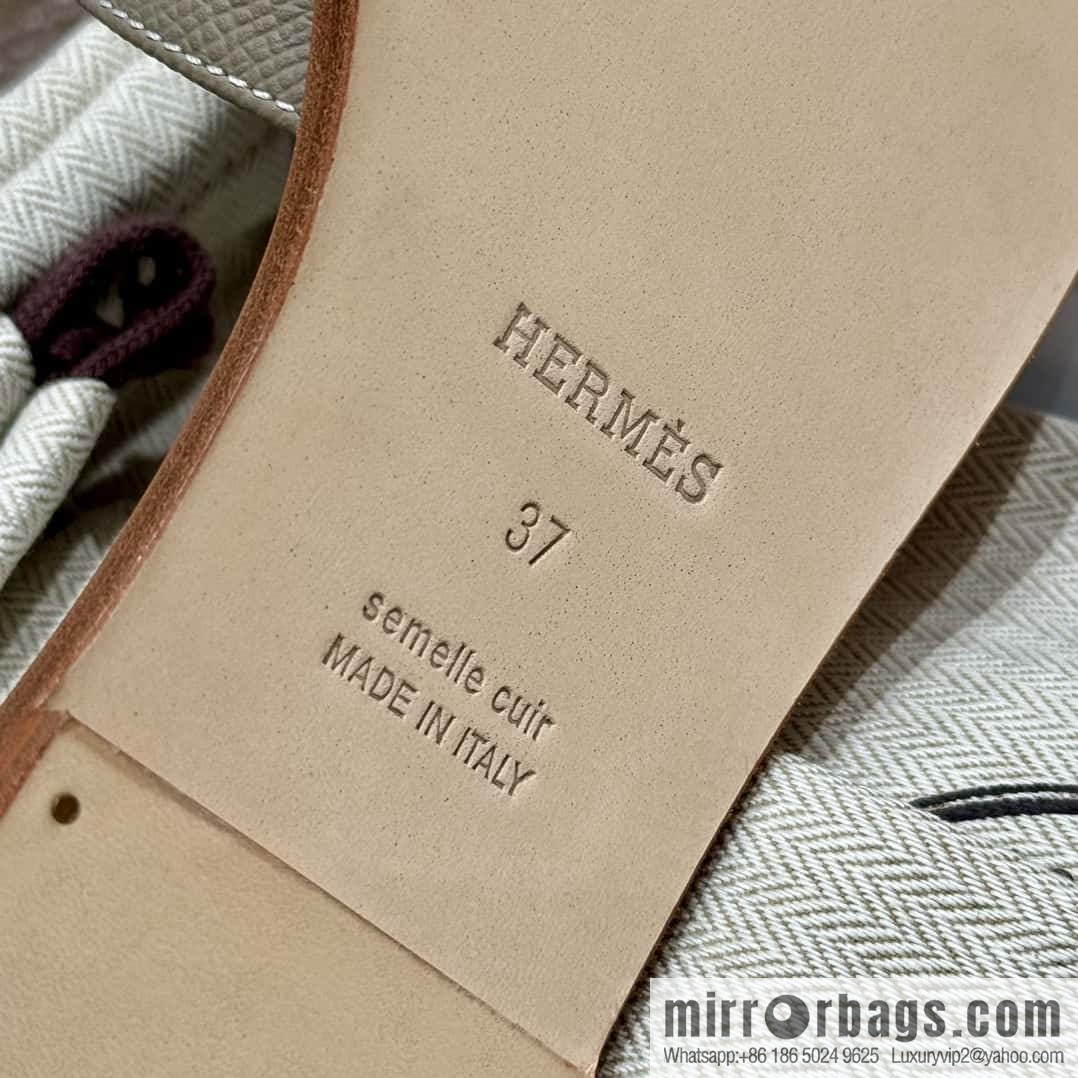 HERMÈS
37
semelle cuir
MADE IN ITALY
mirrorbags.com
Whatsapp:+86 186 5024 9625 Luxuryvip2@yahoo.com